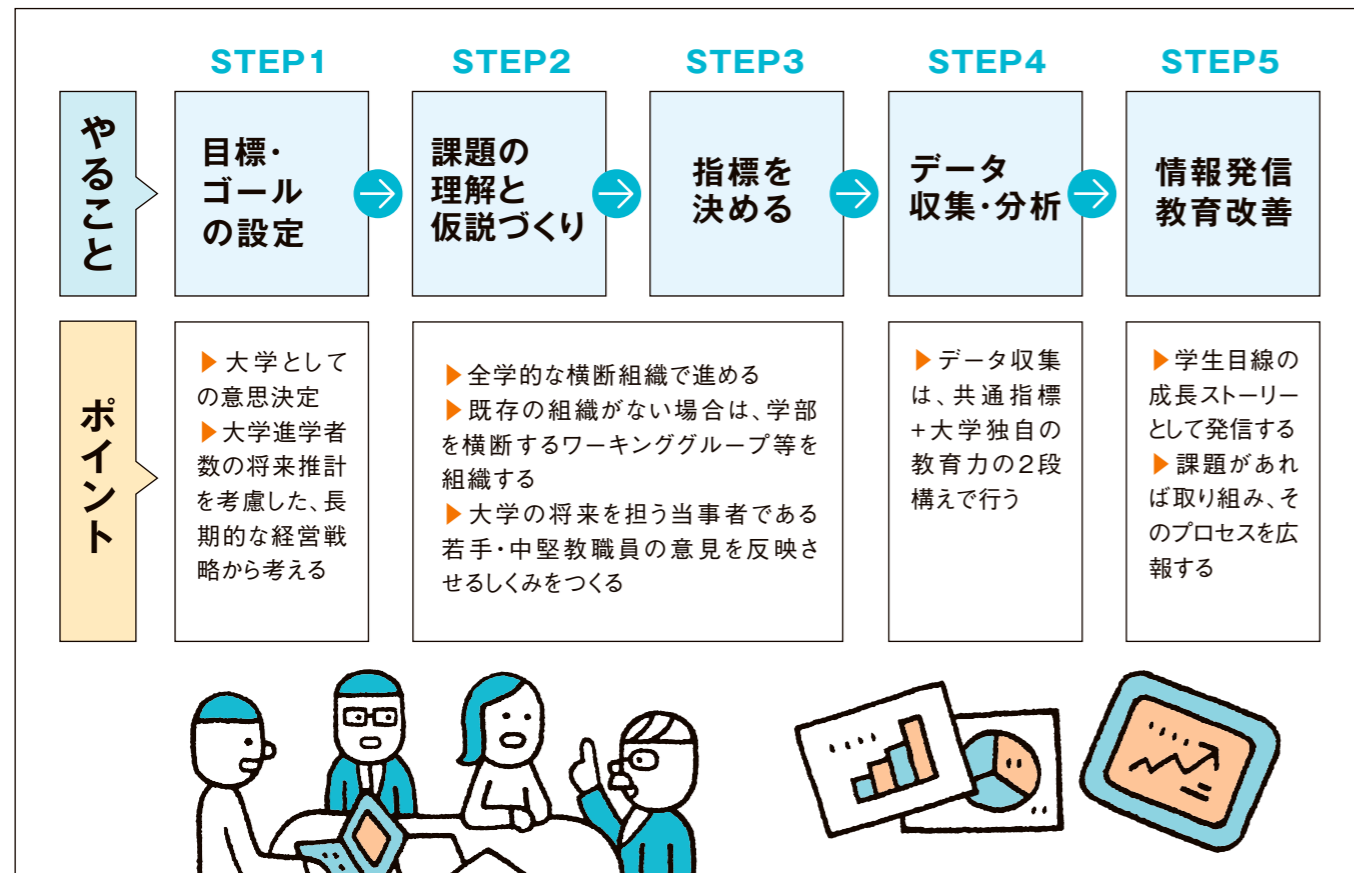 STEP1
STEP2
STEP3
STEP4
STEP5
やること
目標・
ゴール
の設定
課題の
理解と
仮説づくり
指標を
決める
データ
収集・分析
情報発信
教育改善
ポイント
▶大学として
の意思決定
▶大学進学者
数の将来推計
を考慮した、長
期的な経営戦
略から考える
▶全学的な横断組織で進める
▶既存の組織がない場合は、学部
を横断するワーキンググループ等を
組織する
▶大学の将来を担う当事者である
若手・中堅教職員の意見を反映さ
せるしくみをつくる
▶データ収集
は、共通指標
+大学独自の
教育力の2段
構えで行う
▶学生目線の
成長ストーリー
として発信する
▶課題があれ
ば取り組み、そ
のプロセスを広
報する